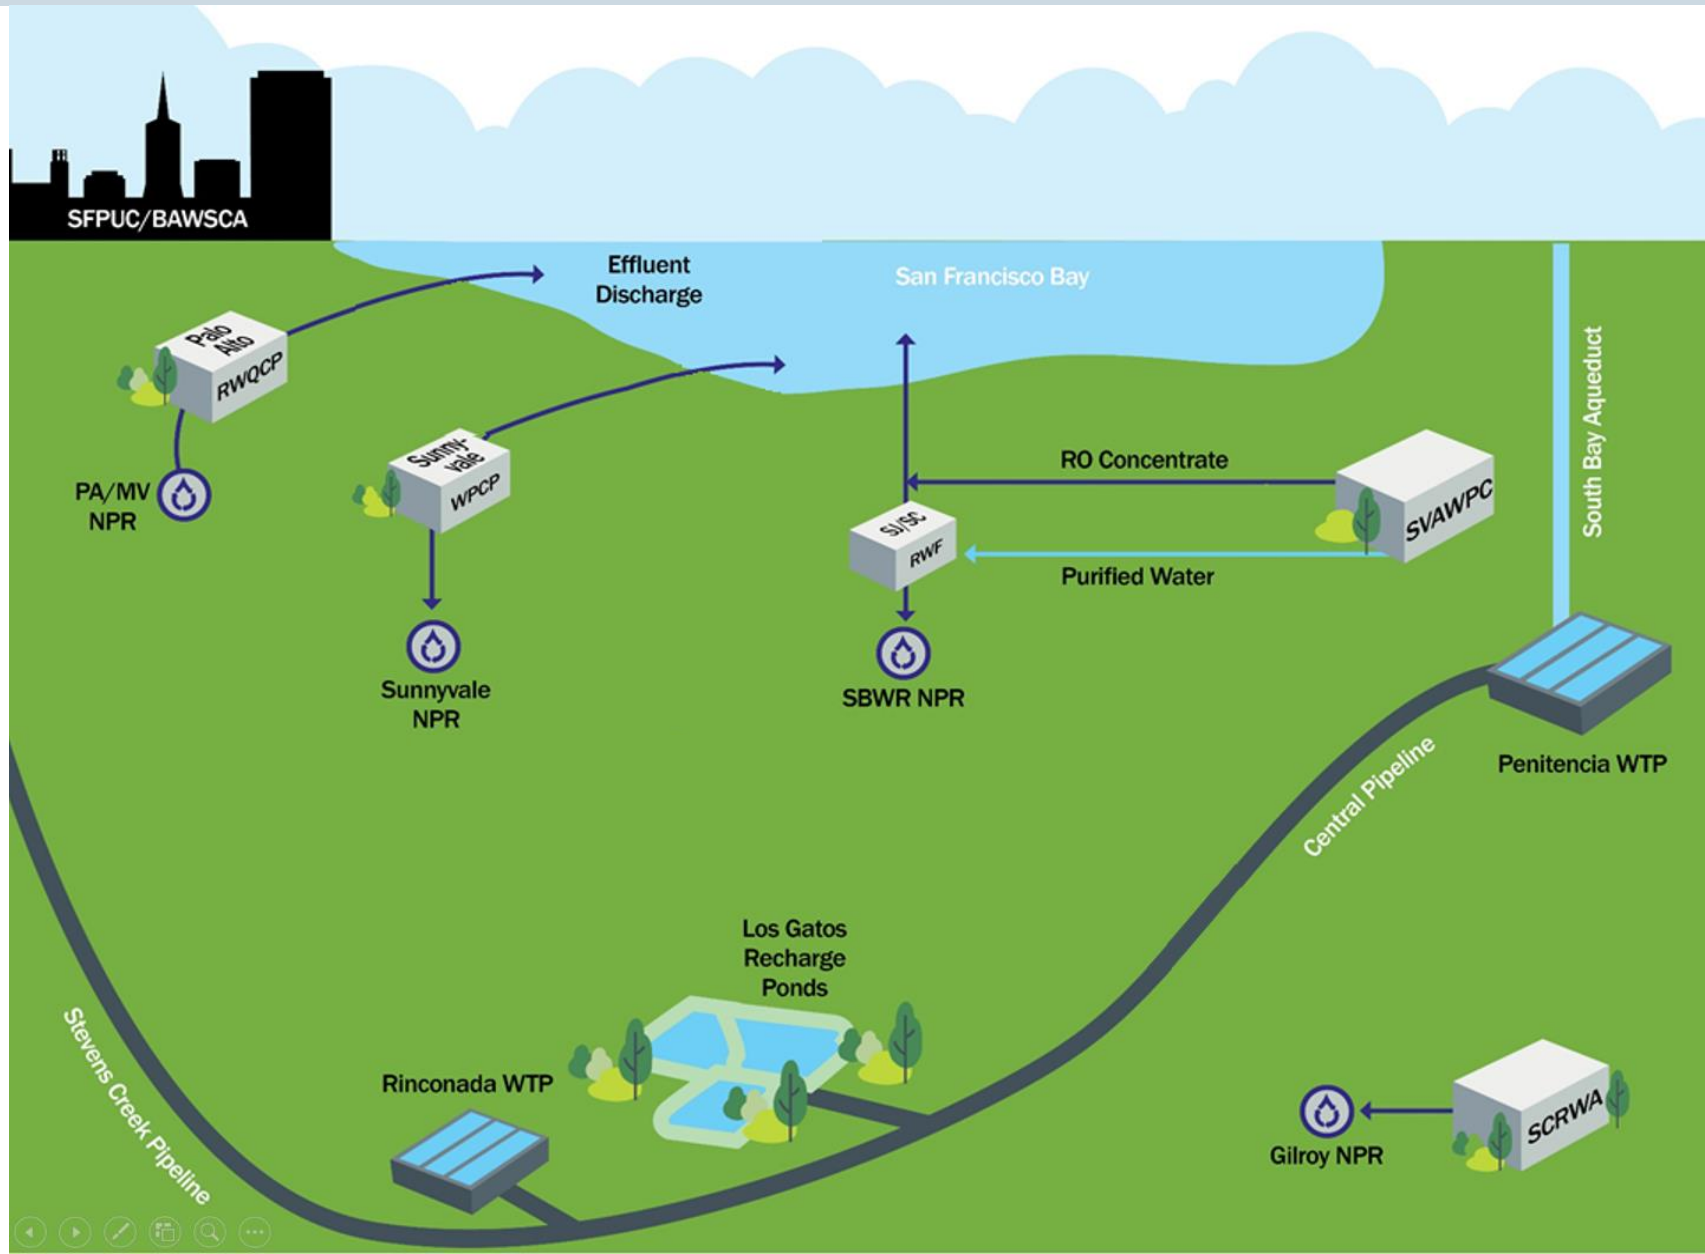 SFPUC/BAWSCA
Effluent
Discharge
San Francisco Bay
Palo
Alto
RWQCP
PA/MV
NPR
Sunny-
vale
WPCP
Sunnyvale
NPR
RO Concentrate
SJ/SC
RWF
Purified Water
SVAWPC
SBWR NPR
South Bay Aqueduct
Penitencia WTP
Central Pipeline
Los Gatos
Recharge
Ponds
Stevens Creek Pipeline
Rinconada WTP
SCRWA
Gilroy NPR